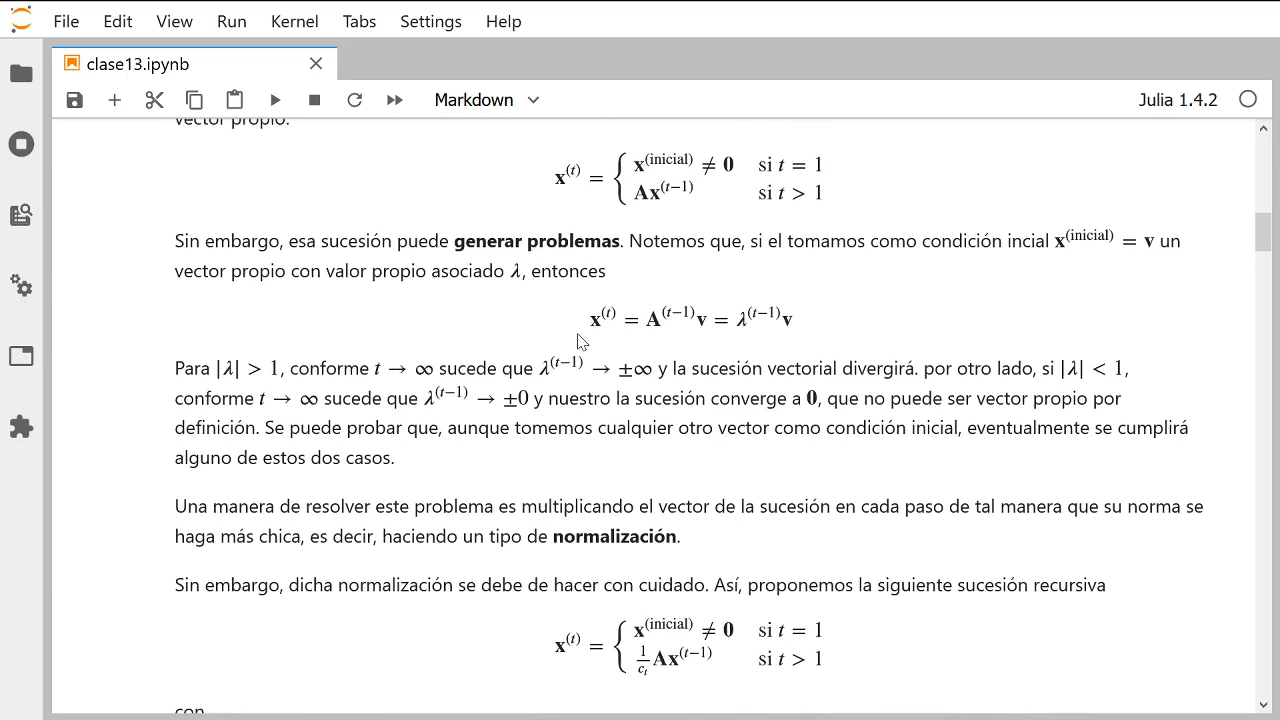 File Edit View Run Kernel Tabs Settings Help
clase13.ipynb
Markdown Julia 1.4.2
vector propio.
x^(t) = { x^(inicial) ≠ 0 si t = 1
Ax^(t−1) si t > 1
Sin embargo, esa sucesión puede generar problemas. Notemos que, si el tomamos como condición incial x^(inicial) = v un
vector propio con valor propio asociado λ, entonces
x^(t) = A^(t−1)v = λ^(t−1)v
Para |λ| > 1, conforme t → ∞ sucede que λ^(t−1) → ±∞ y la sucesión vectorial divergirá. por otro lado, si |λ| < 1,
conforme t → ∞ sucede que λ^(t−1) → ±0 y nuestro la sucesión converge a 0, que no puede ser vector propio por
definición. Se puede probar que, aunque tomemos cualquier otro vector como condición inicial, eventualmente se cumplirá
alguno de estos dos casos.
Una manera de resolver este problema es multiplicando el vector de la sucesión en cada paso de tal manera que su norma se
haga más chica, es decir, haciendo un tipo de normalización.
Sin embargo, dicha normalización se debe de hacer con cuidado. Así, proponemos la siguiente sucesión recursiva
x^(t) = { x^(inicial) ≠ 0 si t = 1
1/c_t Ax^(t−1) si t > 1
con